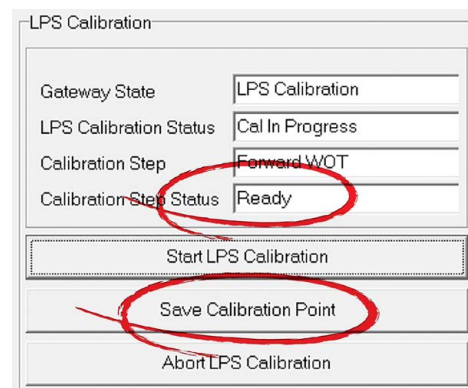 LPS Calibration
Gateway State LPS Calibration
LPS Calibration Status Cal In Progress
Calibration Step Forward WOT
Calibration Step Status Ready
Start LPS Calibration
Save Calibration Point
Abort LPS Calibration